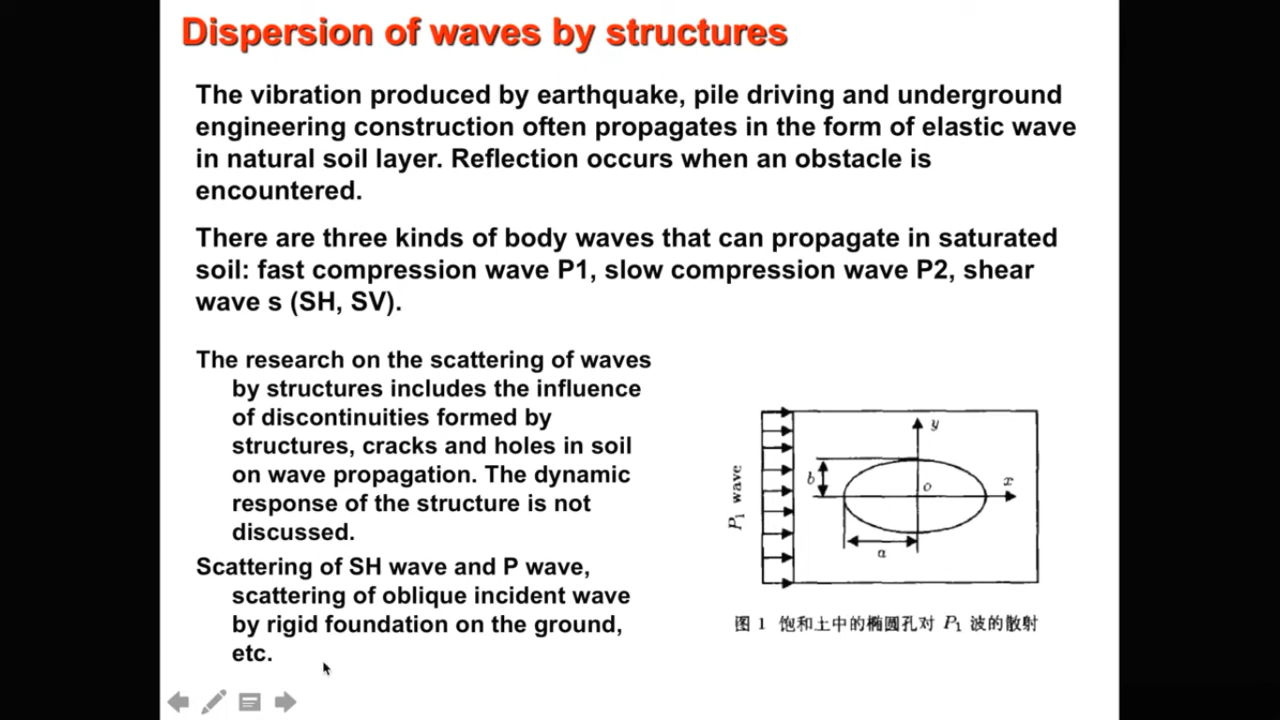 Dispersion of waves by structures
The vibration produced by earthquake, pile driving and underground
engineering construction often propagates in the form of elastic wave
in natural soil layer. Reflection occurs when an obstacle is
encountered.
There are three kinds of body waves that can propagate in saturated
soil: fast compression wave P1, slow compression wave P2, shear
wave s (SH, SV).
The research on the scattering of waves
by structures includes the influence
of discontinuities formed by
structures, cracks and holes in soil
on wave propagation. The dynamic
response of the structure is not
discussed.
Scattering of SH wave and P wave,
scattering of oblique incident wave
by rigid foundation on the ground,
etc.
P₁ wave
y
b
o
x
a
图 1 饱和土中的椭圆孔对 P₁ 波的散射